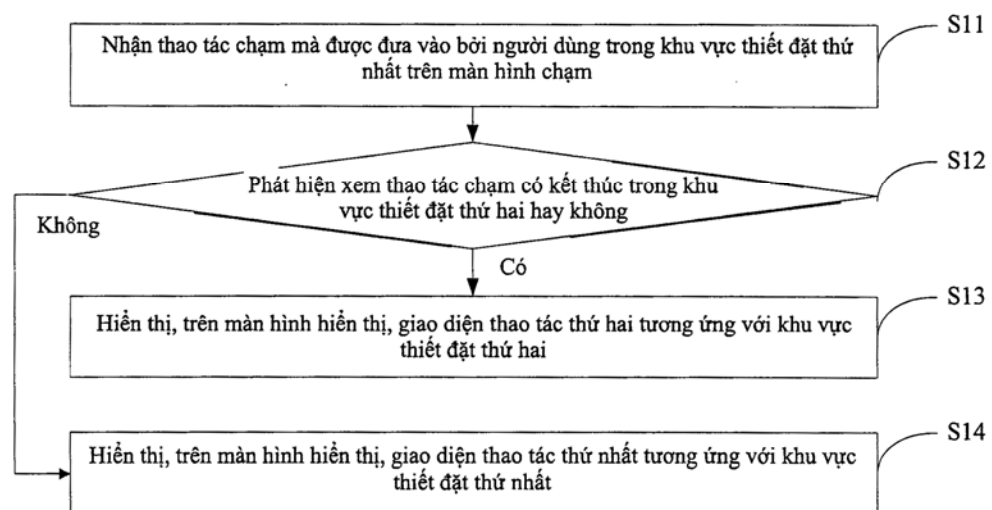 S11
Nhận thao tác chạm mà được đưa vào bởi người dùng trong khu vực thiết đặt thứ
nhất trên màn hình chạm
S12
Phát hiện xem thao tác chạm có kết thúc trong khu
vực thiết đặt thứ hai hay không
Không
Có
S13
Hiển thị, trên màn hình hiển thị, giao diện thao tác thứ hai tương ứng với khu vực
thiết đặt thứ hai
S14
Hiển thị, trên màn hình hiển thị, giao diện thao tác thứ nhất tương ứng với khu vực
thiết đặt thứ nhất